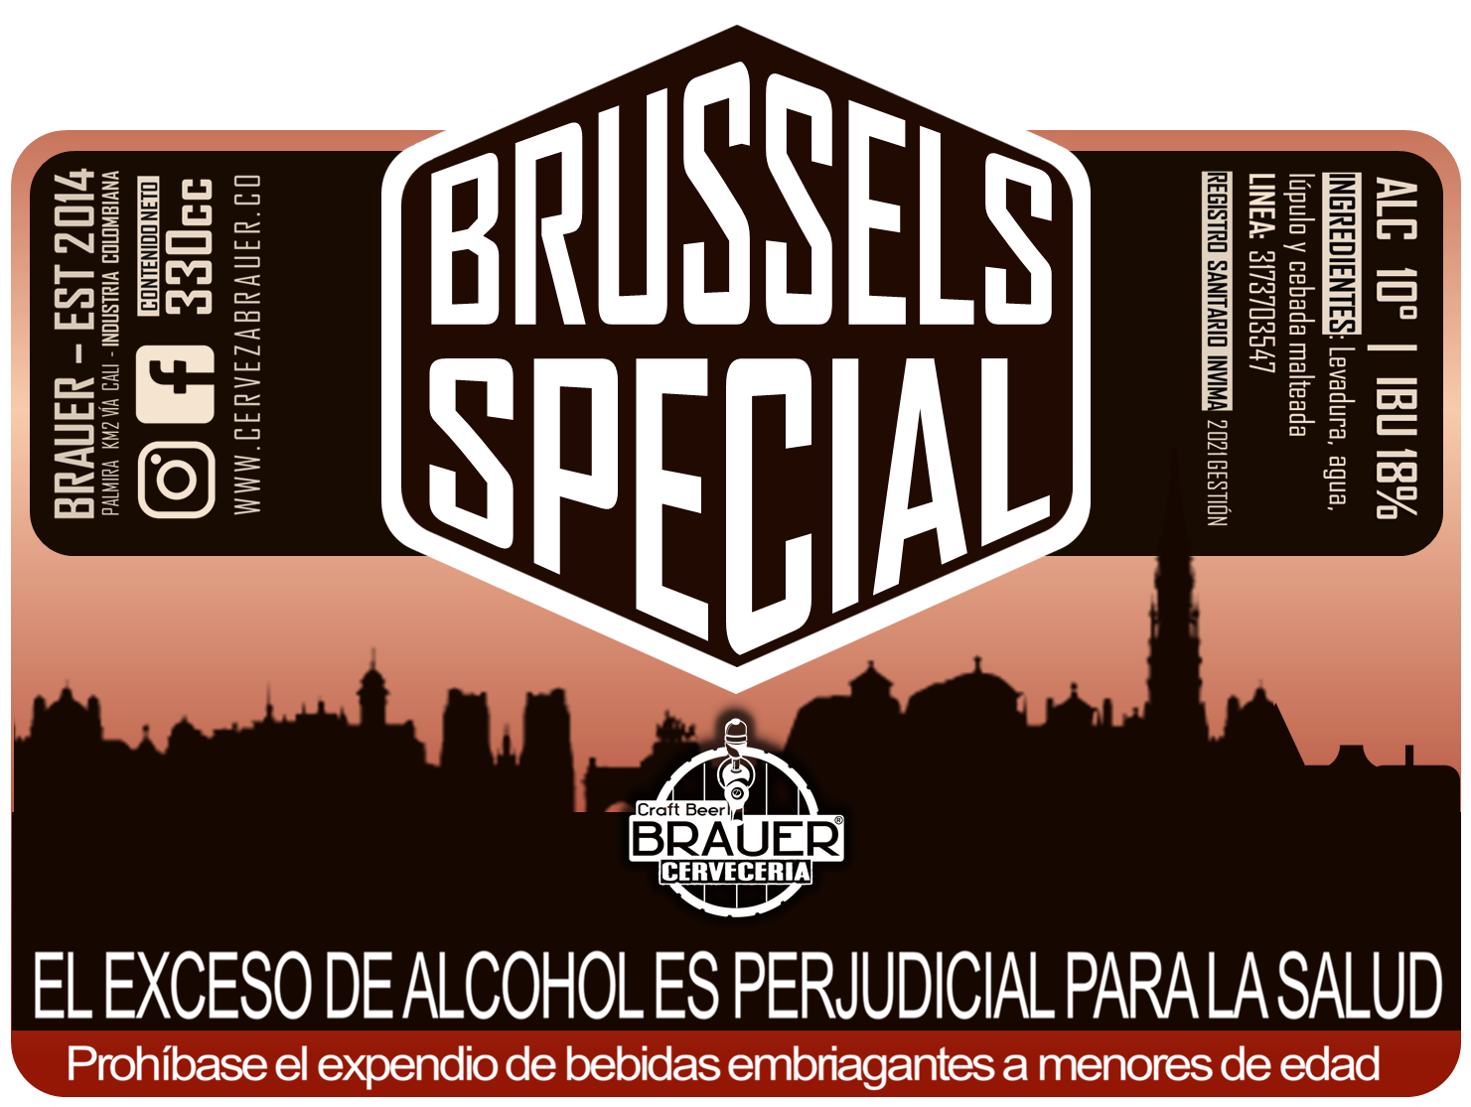 BRUSSELS
SPECIAL
BRAUER – EST 2014
PALMIRA KM2 VÍA CALI - INDUSTRIA COLOMBIANA
CONTENIDO NETO
330cc
WWW.CERVEZABRAUER.CO
ALC 10° | IBU 18%
INGREDIENTES: Levadura, agua,
lúpulo y cebada malteada
LINEA: 3173703547
REGISTRO SANITARIO INVIMA 2021GESTIÓN
Craft Beer
BRAUER®
CERVECERIA
EL EXCESO DE ALCOHOL ES PERJUDICIAL PARA LA SALUD
Prohíbase el expendio de bebidas embriagantes a menores de edad